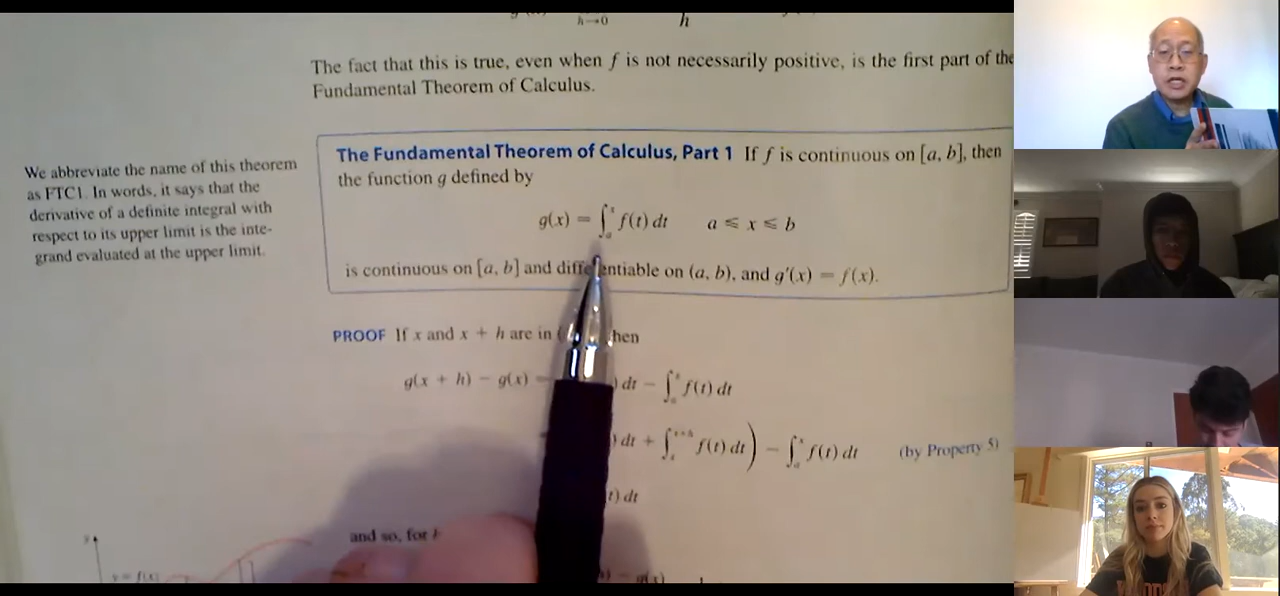 h→0
h
The fact that this is true, even when f is not necessarily positive, is the first part of the
Fundamental Theorem of Calculus.
We abbreviate the name of this theorem
as FTC1. In words, it says that the
derivative of a definite integral with
respect to its upper limit is the inte-
grand evaluated at the upper limit.
The Fundamental Theorem of Calculus, Part 1 If f is continuous on [a, b], then
the function g defined by
g(x) = ∫ₐˣ f(t) dt a ≤ x ≤ b
is continuous on [a, b] and differentiable on (a, b), and g′(x) = f(x).
PROOF If x and x + h are in
g(x + h) − g(x) dt − ∫ₐˣ f(t) dt
dt + ∫ₓˣ⁺ʰ f(t) dt) − ∫ₐˣ f(t) dt (by Property 5)
t) dt
and so, for
y = f(x)